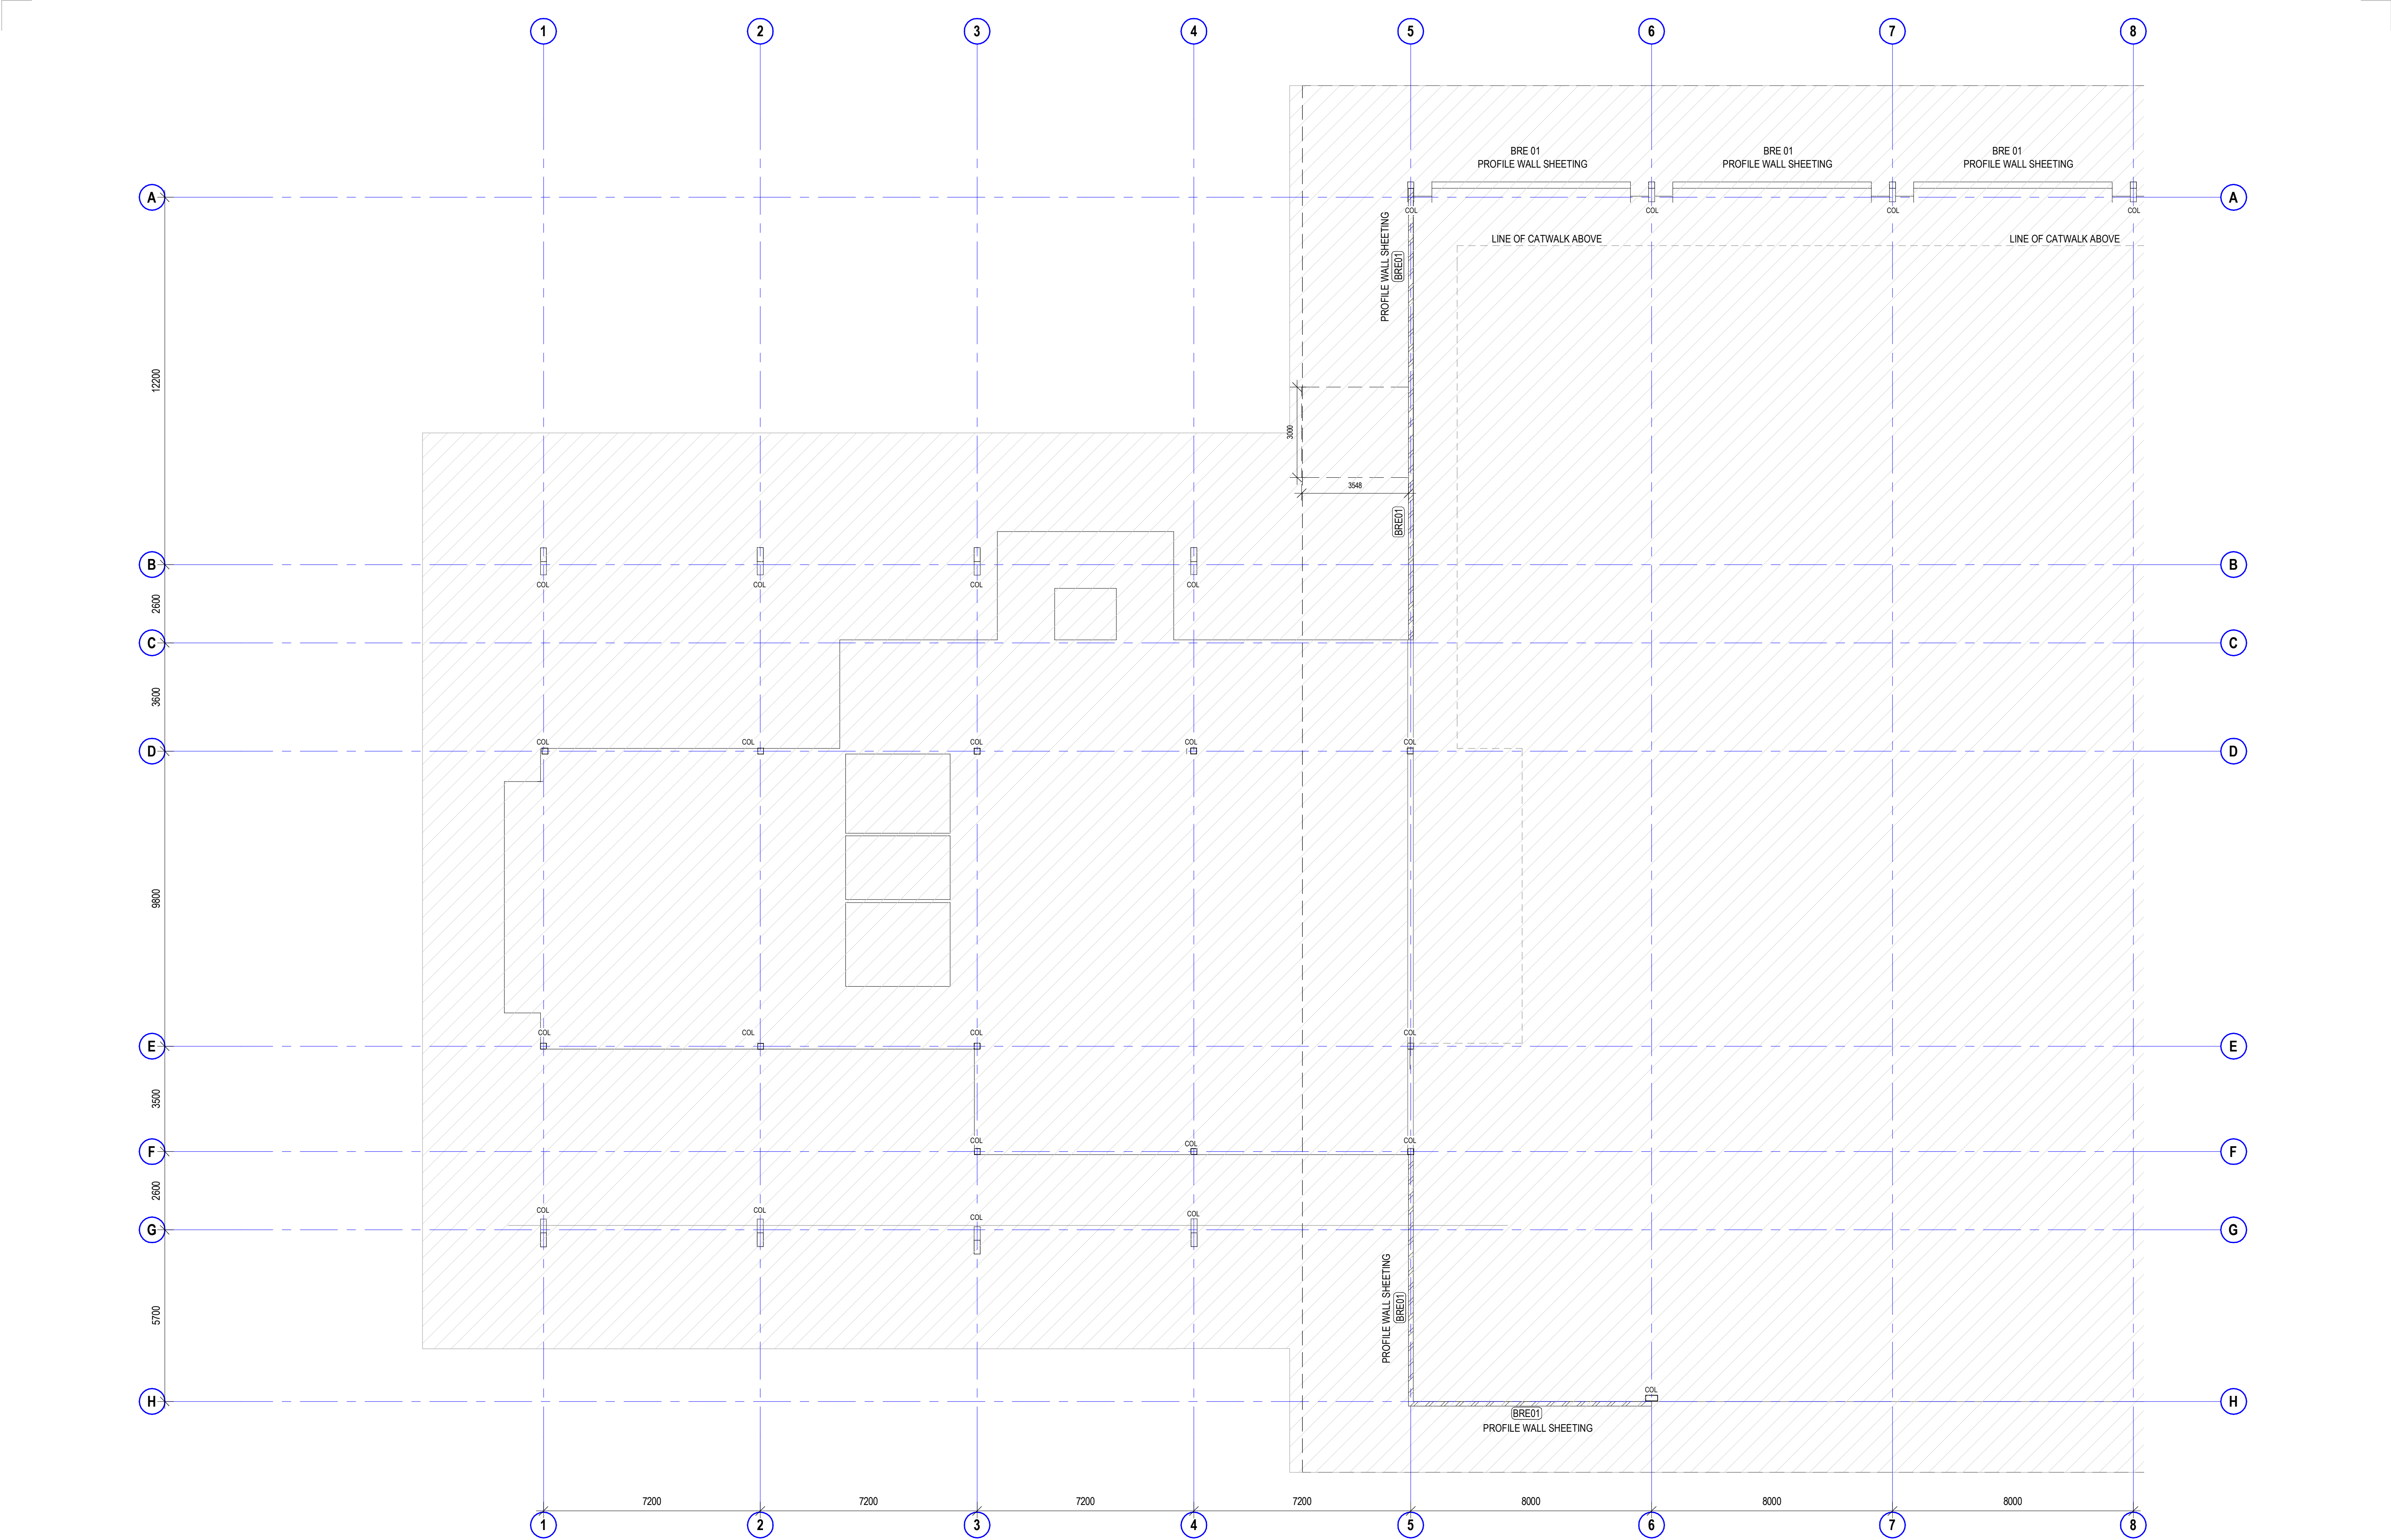 1 2 3 4 5 6 7 8
BRE 01 BRE 01 BRE 01
PROFILE WALL SHEETING PROFILE WALL SHEETING PROFILE WALL SHEETING
A A
COL COL COL COL
PROFILE WALL SHEETING
BRE01
LINE OF CATWALK ABOVE LINE OF CATWALK ABOVE
12200
3000
3548
BRE01
B B
COL COL COL COL
2600
C C
3600
COL COL COL COL COL
D D
9800
COL COL COL COL
E E
3500
COL COL COL
F F
2600
COL COL COL COL
G G
PROFILE WALL SHEETING
BRE01
5700
COL
H H
BRE01
PROFILE WALL SHEETING
7200 7200 7200 7200 8000 8000 8000
1 2 3 4 5 6 7 8